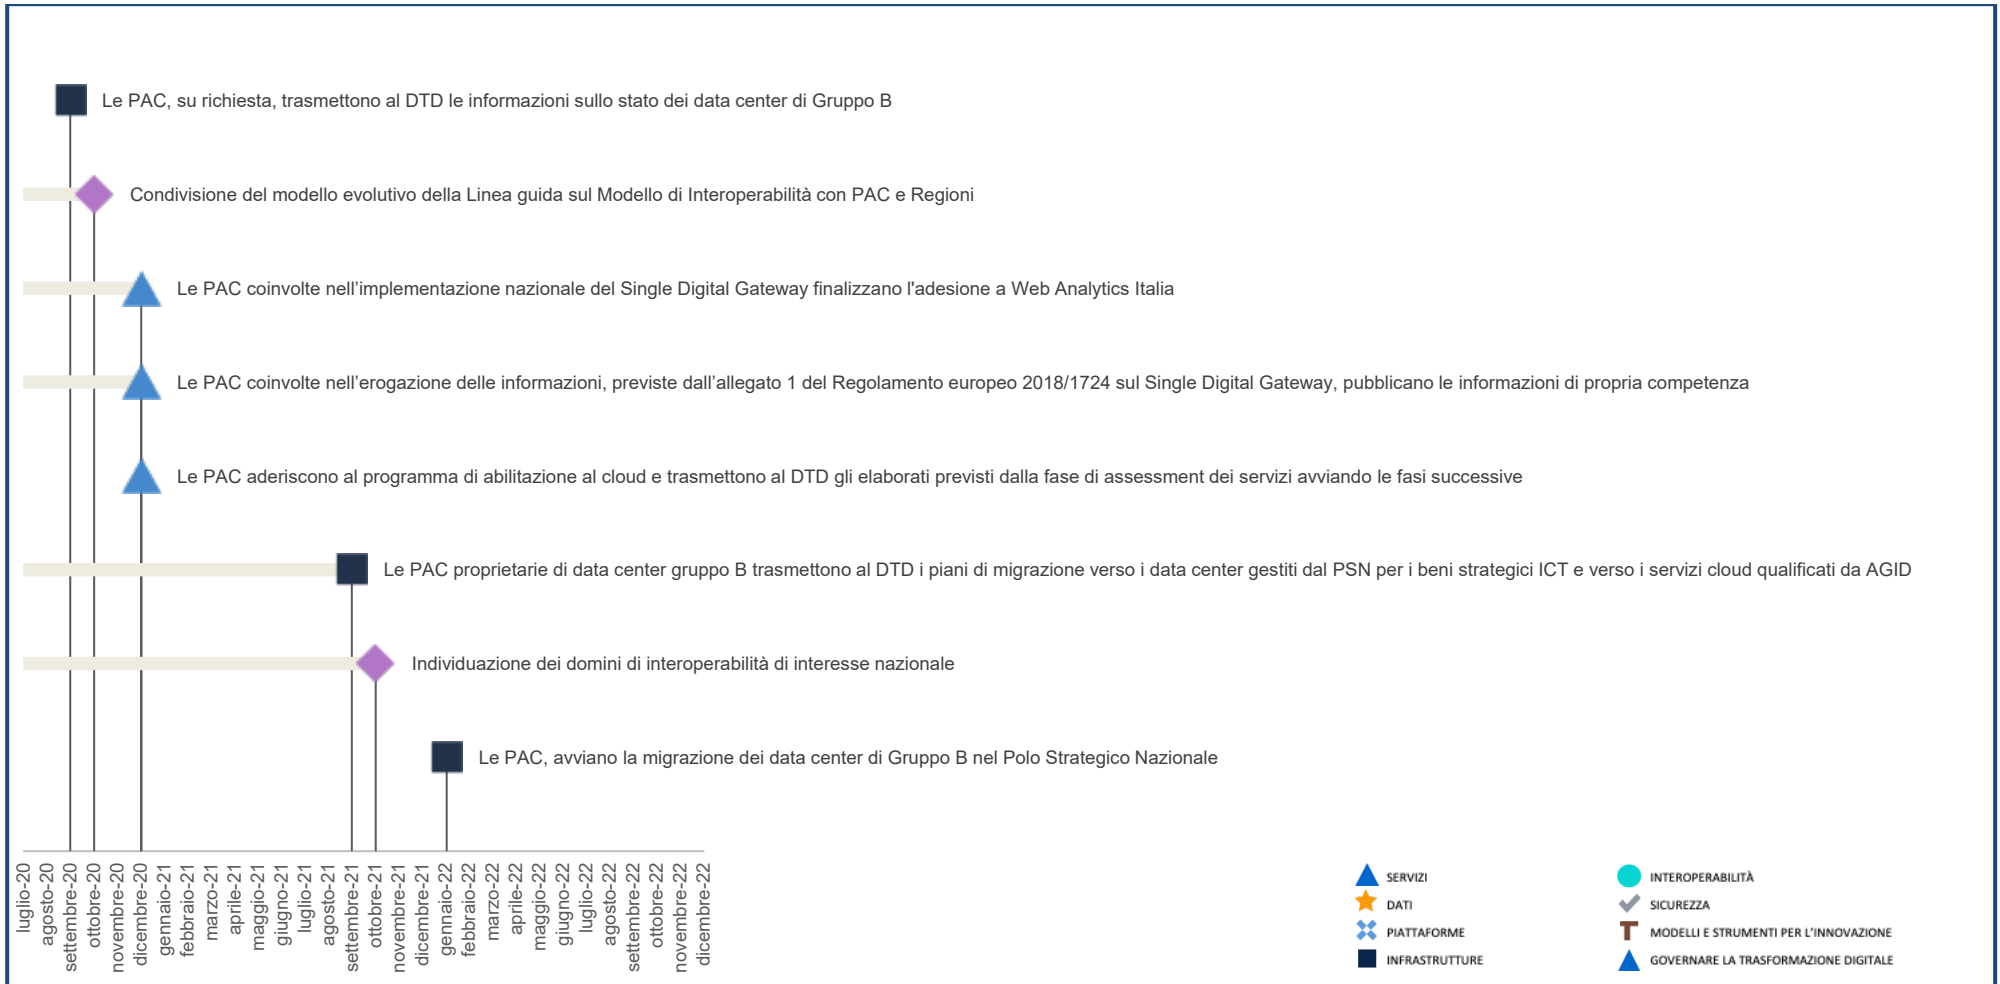 Le PAC, su richiesta, trasmettono al DTD le informazioni sullo stato dei data center di Gruppo B
Condivisione del modello evolutivo della Linea guida sul Modello di Interoperabilità con PAC e Regioni
Le PAC coinvolte nell’implementazione nazionale del Single Digital Gateway finalizzano l'adesione a Web Analytics Italia
Le PAC coinvolte nell’erogazione delle informazioni, previste dall’allegato 1 del Regolamento europeo 2018/1724 sul Single Digital Gateway, pubblicano le informazioni di propria competenza
Le PAC aderiscono al programma di abilitazione al cloud e trasmettono al DTD gli elaborati previsti dalla fase di assessment dei servizi avviando le fasi successive
Le PAC proprietarie di data center gruppo B trasmettono al DTD i piani di migrazione verso i data center gestiti dal PSN per i beni strategici ICT e verso i servizi cloud qualificati da AGID
Individuazione dei domini di interoperabilità di interesse nazionale
Le PAC, avviano la migrazione dei data center di Gruppo B nel Polo Strategico Nazionale
luglio-20
agosto-20
settembre-20
ottobre-20
novembre-20
dicembre-20
gennaio-21
febbraio-21
marzo-21
aprile-21
maggio-21
giugno-21
luglio-21
agosto-21
settembre-21
ottobre-21
novembre-21
dicembre-21
gennaio-22
febbraio-22
marzo-22
aprile-22
maggio-22
giugno-22
luglio-22
agosto-22
settembre-22
ottobre-22
novembre-22
dicembre-22
SERVIZI
DATI
PIATTAFORME
INFRASTRUTTURE
INTEROPERABILITÀ
SICUREZZA
MODELLI E STRUMENTI PER L’INNOVAZIONE
GOVERNARE LA TRASFORMAZIONE DIGITALE